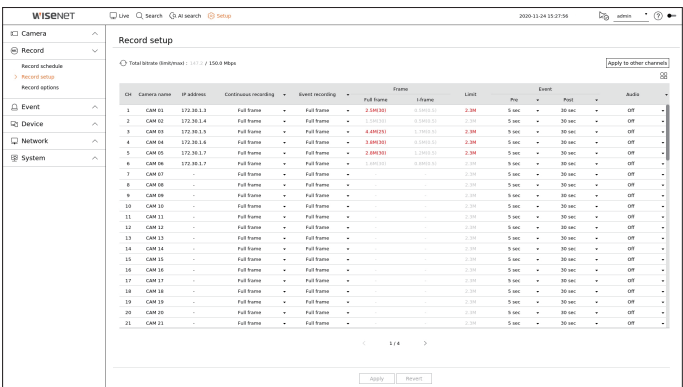 WISENET Live Search AI search Setup 2020-11-24 15:27:56 admin
Camera
Record
Record schedule
Record setup
Record options
Event
Device
Network
System
Record setup
Total bitrate (limit/max) : 147.2 / 150.0 Mbps
Apply to other channels
CH Camera name IP address Continuous recording Event recording Frame Limit Event Audio
Full frame I-frame Pre Post
1 CAM 01 172.30.1.3 Full frame Full frame 2.5M(30) 2.3M 5 sec 30 sec Off
2 CAM 02 172.30.1.4 Full frame Full frame 2.3M 5 sec 30 sec Off
3 CAM 03 172.30.1.5 Full frame Full frame 4.4M(25) 2.3M 5 sec 30 sec Off
4 CAM 04 172.30.1.6 Full frame Full frame 3.8M(30) 2.3M 5 sec 30 sec Off
5 CAM 05 172.30.1.7 Full frame Full frame 2.8M(30) 2.3M 5 sec 30 sec Off
6 CAM 06 172.30.1.7 Full frame Full frame 2.3M 5 sec 30 sec Off
7 CAM 07 - Full frame Full frame - - 2.3M 5 sec 30 sec Off
8 CAM 08 - Full frame Full frame - - 2.3M 5 sec 30 sec Off
9 CAM 09 - Full frame Full frame - - 2.3M 5 sec 30 sec Off
10 CAM 10 - Full frame Full frame - - 2.3M 5 sec 30 sec Off
11 CAM 11 - Full frame Full frame - - 2.3M 5 sec 30 sec Off
12 CAM 12 - Full frame Full frame - - 2.3M 5 sec 30 sec Off
13 CAM 13 - Full frame Full frame - - 2.3M 5 sec 30 sec Off
14 CAM 14 - Full frame Full frame - - 2.3M 5 sec 30 sec Off
15 CAM 15 - Full frame Full frame - - 2.3M 5 sec 30 sec Off
16 CAM 16 - Full frame Full frame - - 2.3M 5 sec 30 sec Off
17 CAM 17 - Full frame Full frame - - 2.3M 5 sec 30 sec Off
18 CAM 18 - Full frame Full frame - - 2.3M 5 sec 30 sec Off
19 CAM 19 - Full frame Full frame - - 2.3M 5 sec 30 sec Off
20 CAM 20 - Full frame Full frame - - 2.3M 5 sec 30 sec Off
21 CAM 21 - Full frame Full frame - - 2.3M 5 sec 30 sec Off
< 1 / 4 >
Apply Revert